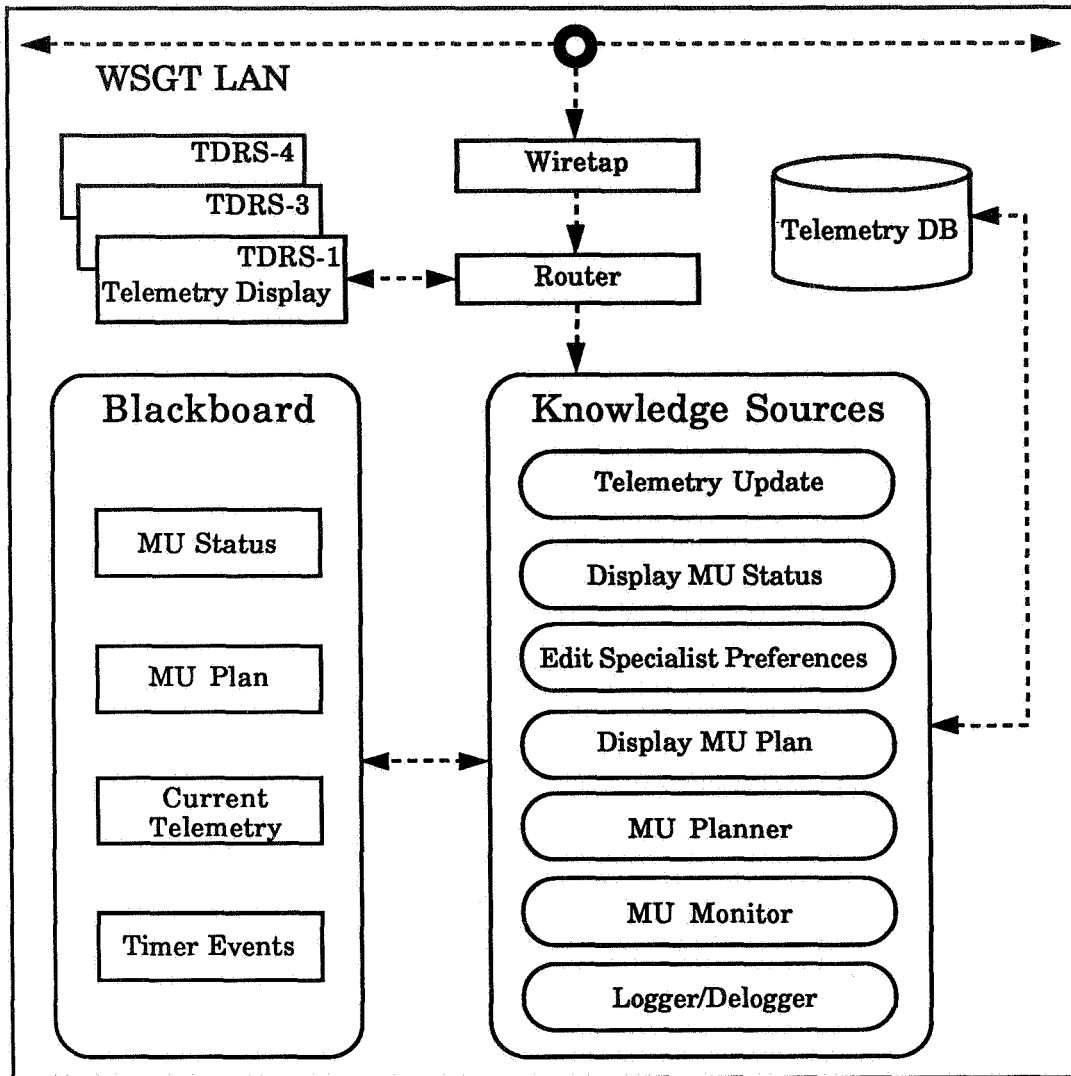 WSGT LAN
TDRS-4
TDRS-3
TDRS-1
Telemetry Display
Wiretap
Router
Telemetry DB
Blackboard
MU Status
MU Plan
Current
Telemetry
Timer Events
Knowledge Sources
Telemetry Update
Display MU Status
Edit Specialist Preferences
Display MU Plan
MU Planner
MU Monitor
Logger/Delogger